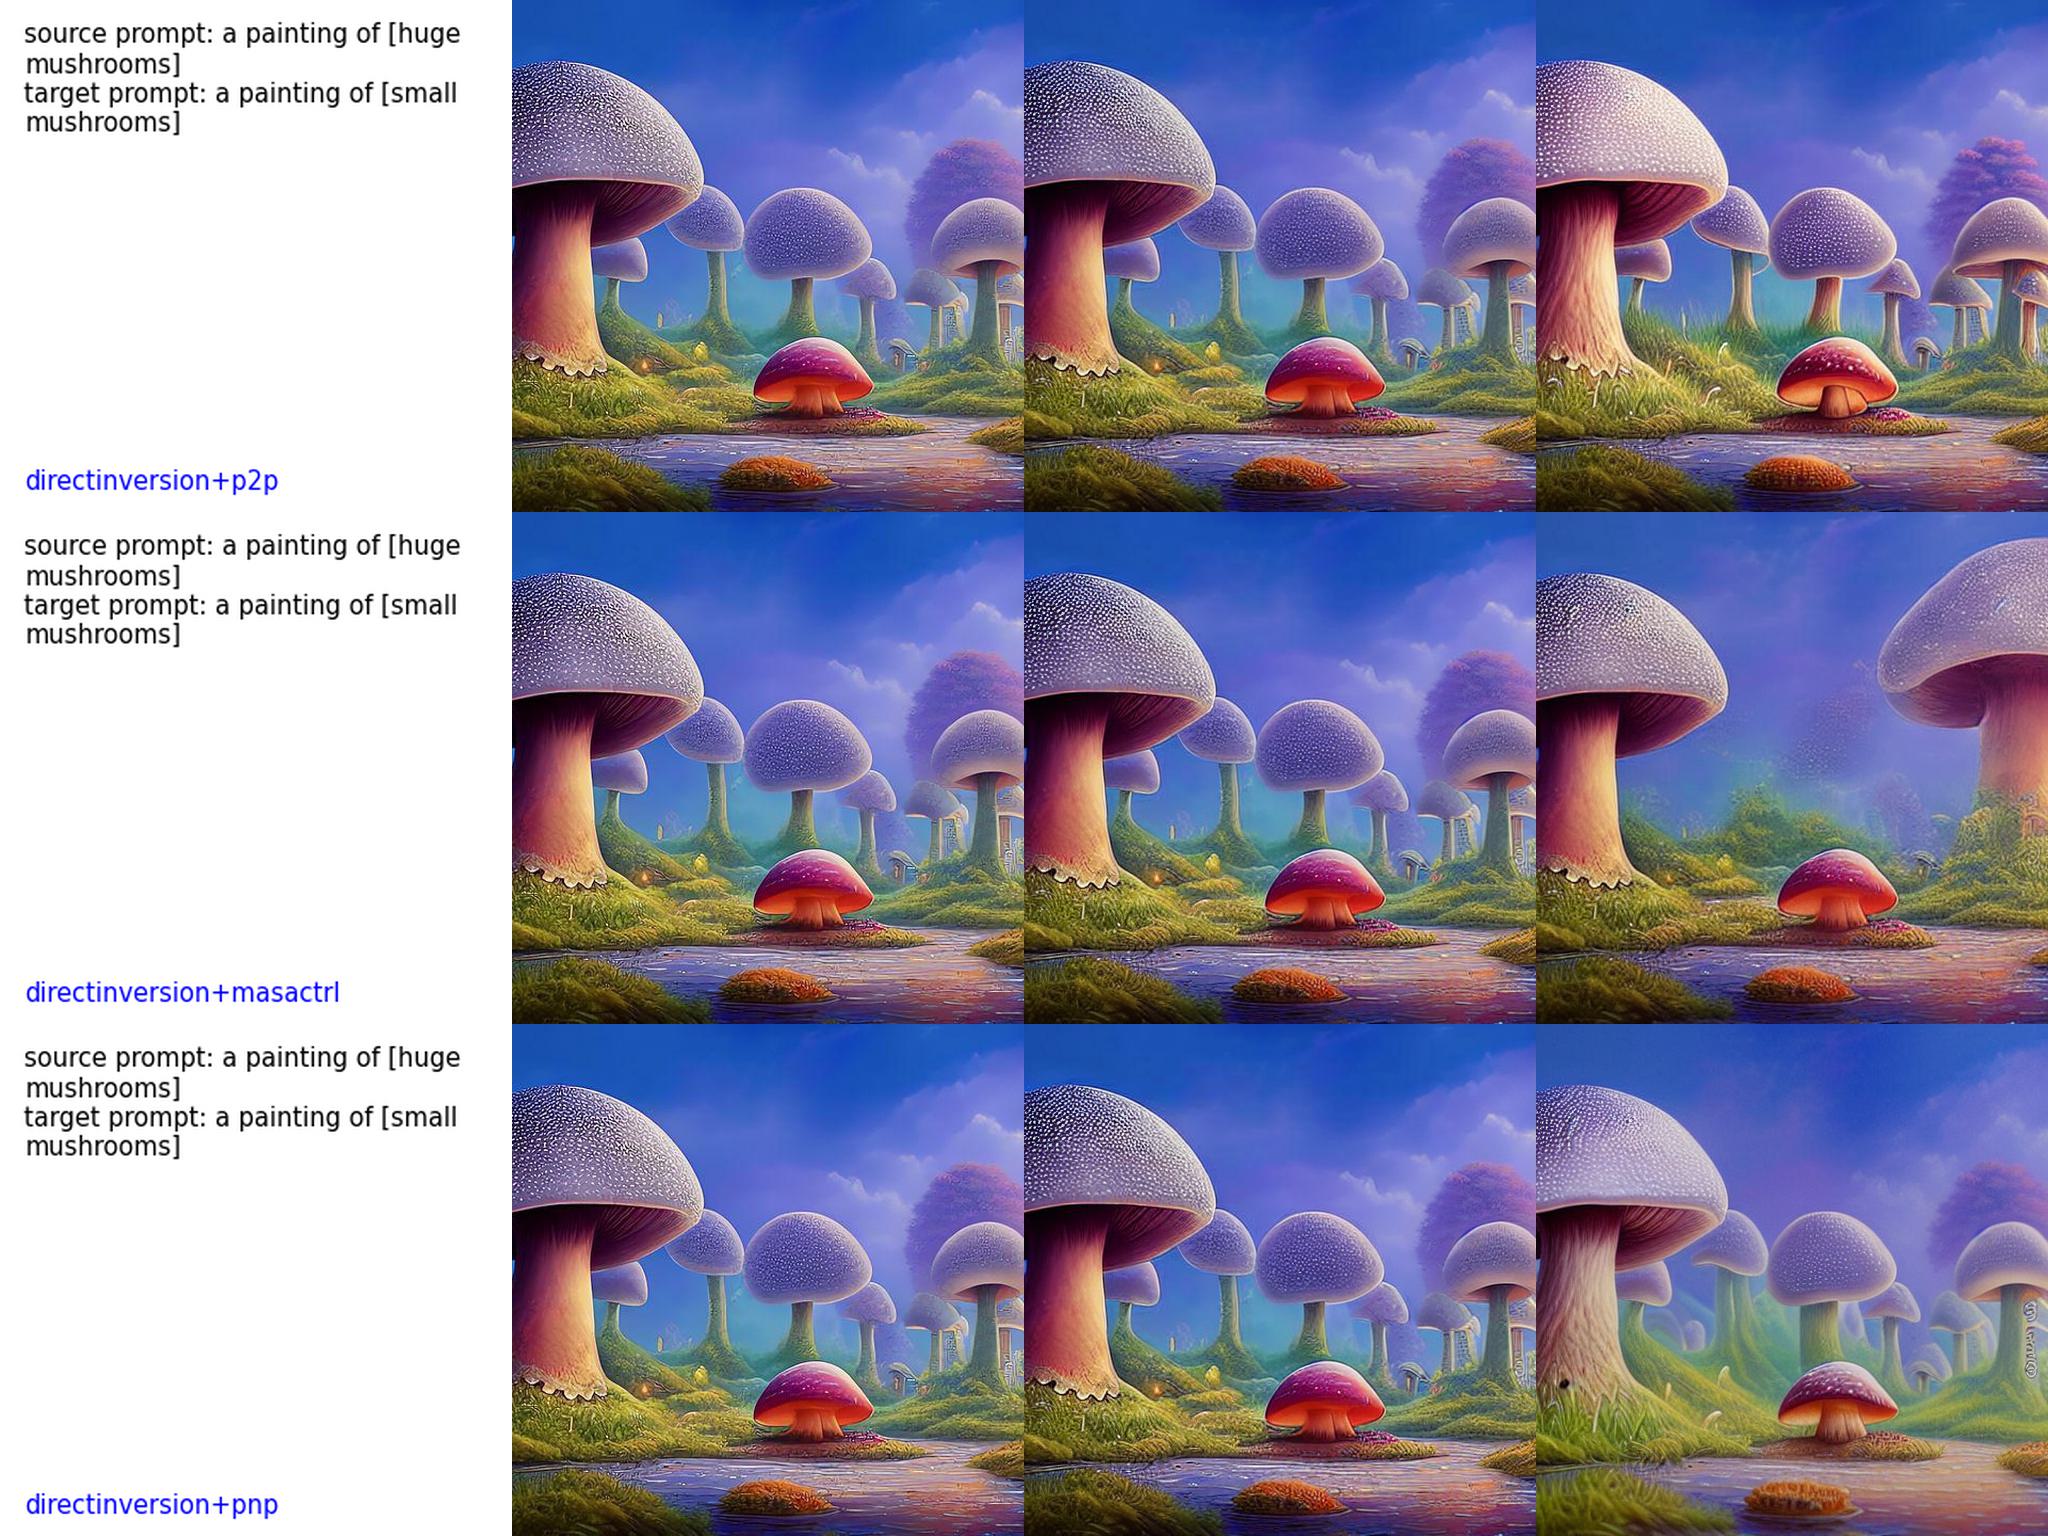 source prompt: a painting of [huge
mushrooms]
target prompt: a painting of [small
mushrooms]
directinversion+p2p
source prompt: a painting of [huge
mushrooms]
target prompt: a painting of [small
mushrooms]
directinversion+masactrl
source prompt: a painting of [huge
mushrooms]
target prompt: a painting of [small
mushrooms]
directinversion+pnp